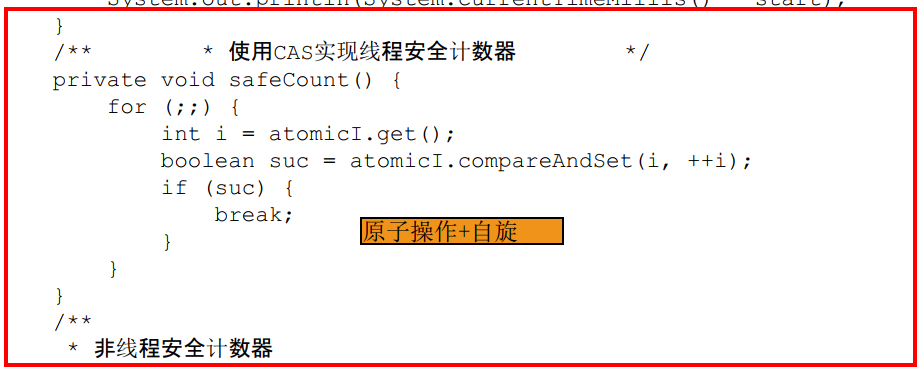 System.out.println(System.currentTimeMillis() - start);
}
/** * 使用CAS实现线程安全计数器 */
private void safeCount() {
for (;;) {
int i = atomicI.get();
boolean suc = atomicI.compareAndSet(i, ++i);
if (suc) {
break;
原子操作+自旋
}
}
}
/**
* 非线程安全计数器